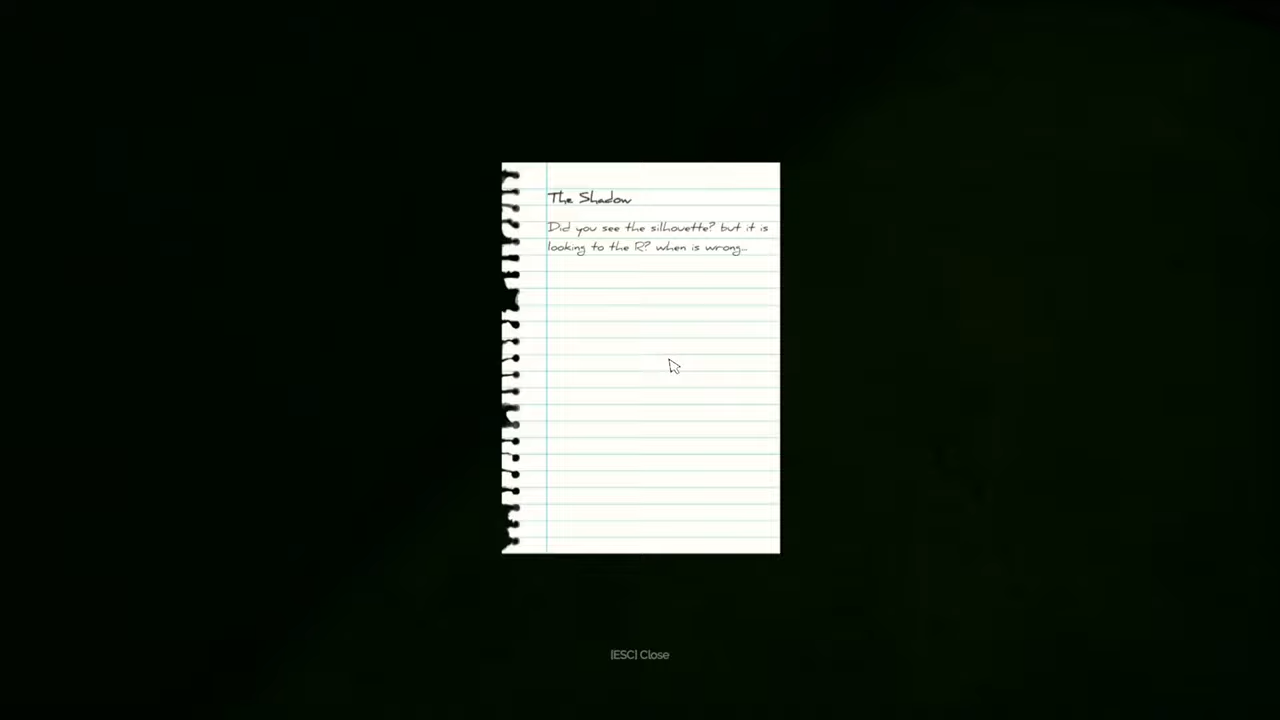 The Shadow
Did you see the silhouette? but it is
looking to the R? when is wrong...
[ESC] Close